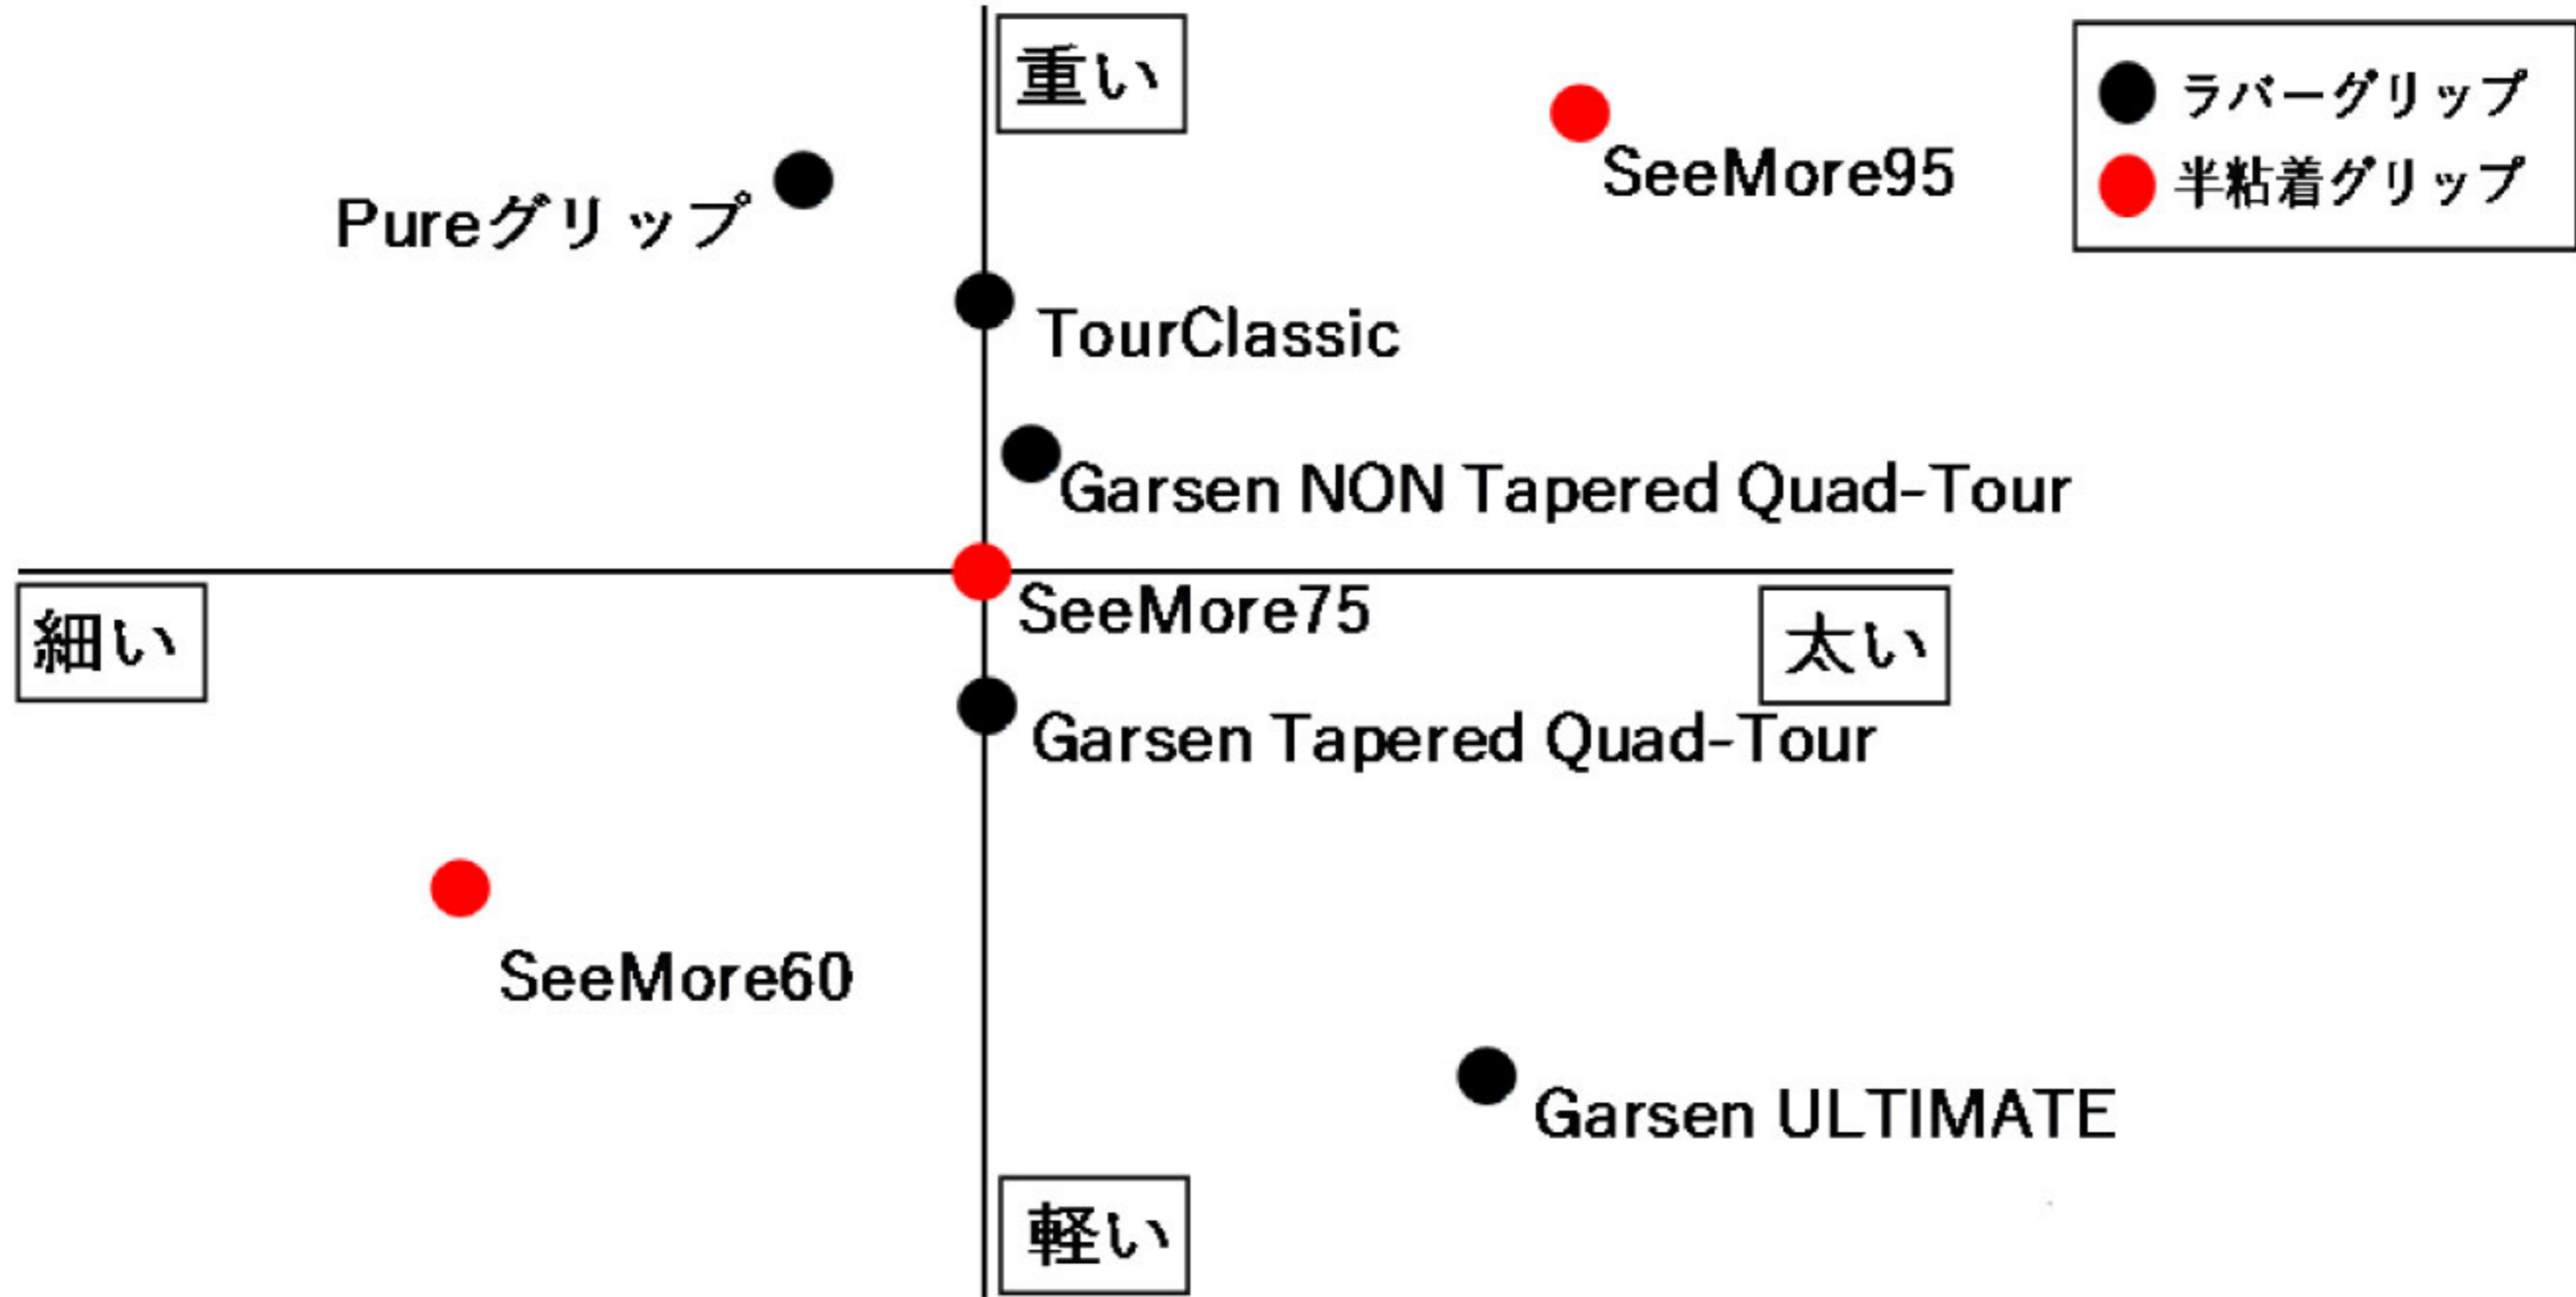 重い
ラバーグリップ
半粘着グリップ
SeeMore95
Pureグリップ
TourClassic
Garsen NON Tapered Quad-Tour
SeeMore75
細い
太い
Garsen Tapered Quad-Tour
SeeMore60
Garsen ULTIMATE
軽い